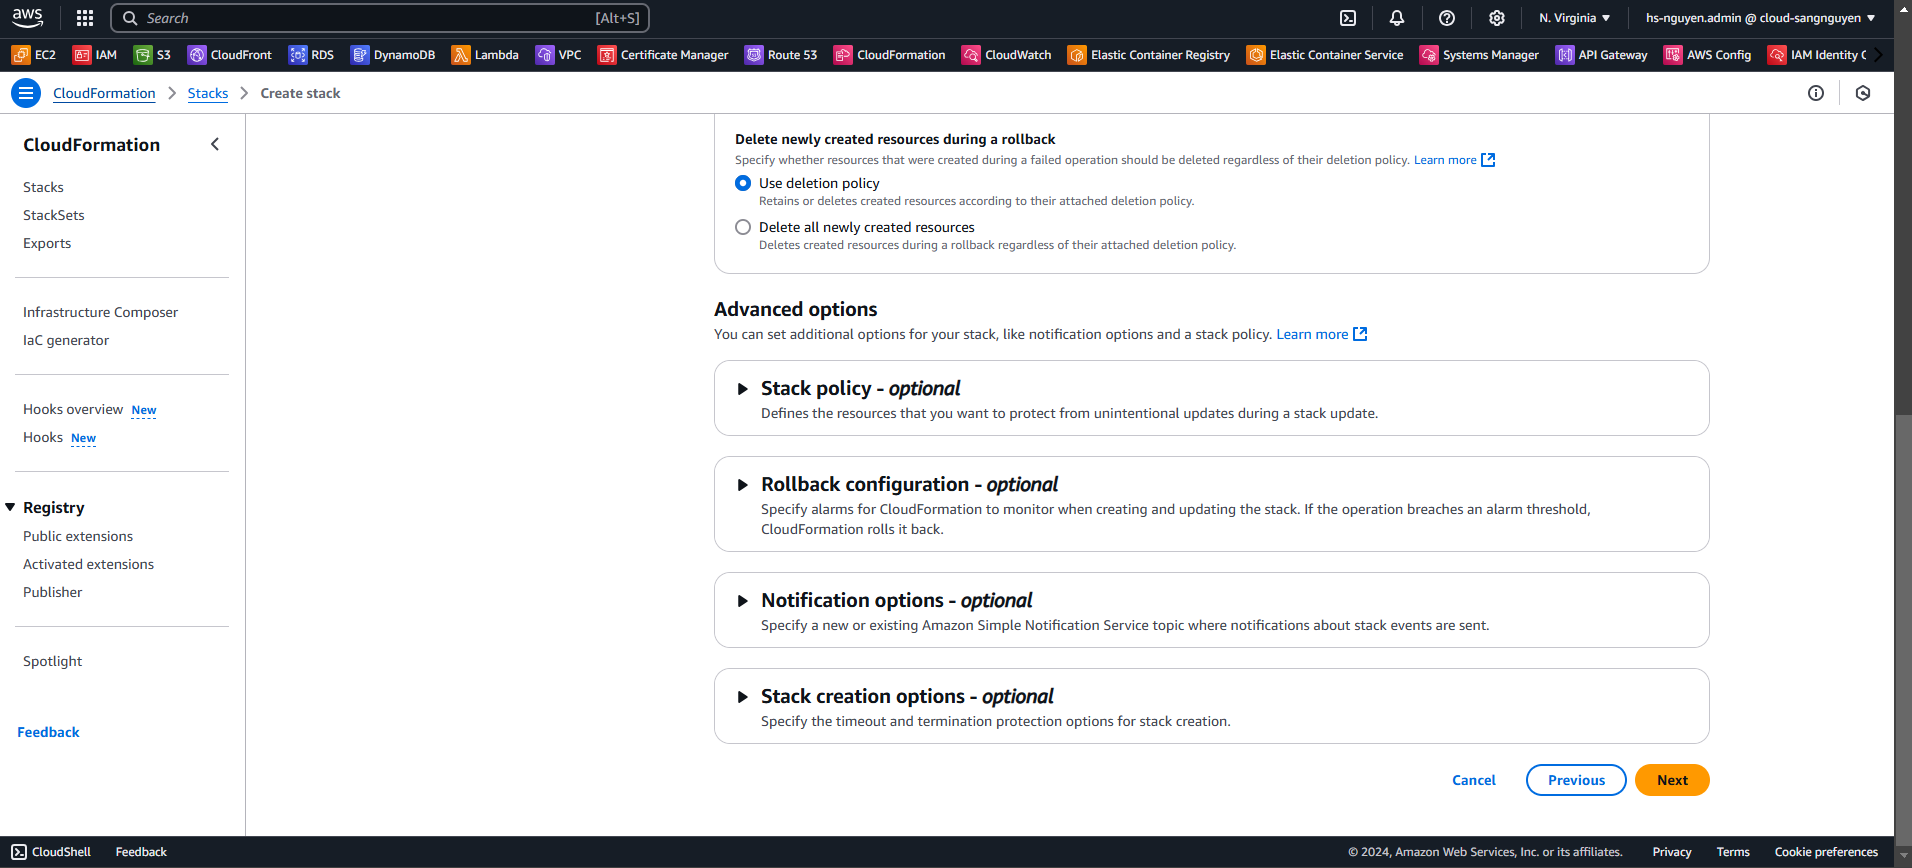 aws
Search
[Alt+S]
N. Virginia
hs-nguyen.admin @ cloud-sangnguyen
EC2
IAM
S3
CloudFront
RDS
DynamoDB
Lambda
VPC
Certificate Manager
Route 53
CloudFormation
CloudWatch
Elastic Container Registry
Elastic Container Service
Systems Manager
API Gateway
AWS Config
IAM Identity C
CloudFormation
Stacks
Create stack
CloudFormation
Stacks
StackSets
Exports
Infrastructure Composer
IaC generator
Hooks overview New
Hooks New
Registry
Public extensions
Activated extensions
Publisher
Spotlight
Feedback
Delete newly created resources during a rollback
Specify whether resources that were created during a failed operation should be deleted regardless of their deletion policy. Learn more
Use deletion policy
Retains or deletes created resources according to their attached deletion policy.
Delete all newly created resources
Deletes created resources during a rollback regardless of their attached deletion policy.
Advanced options
You can set additional options for your stack, like notification options and a stack policy. Learn more
Stack policy - optional
Defines the resources that you want to protect from unintentional updates during a stack update.
Rollback configuration - optional
Specify alarms for CloudFormation to monitor when creating and updating the stack. If the operation breaches an alarm threshold,
CloudFormation rolls it back.
Notification options - optional
Specify a new or existing Amazon Simple Notification Service topic where notifications about stack events are sent.
Stack creation options - optional
Specify the timeout and termination protection options for stack creation.
Cancel
Previous
Next
CloudShell
Feedback
© 2024, Amazon Web Services, Inc. or its affiliates.
Privacy
Terms
Cookie preferences